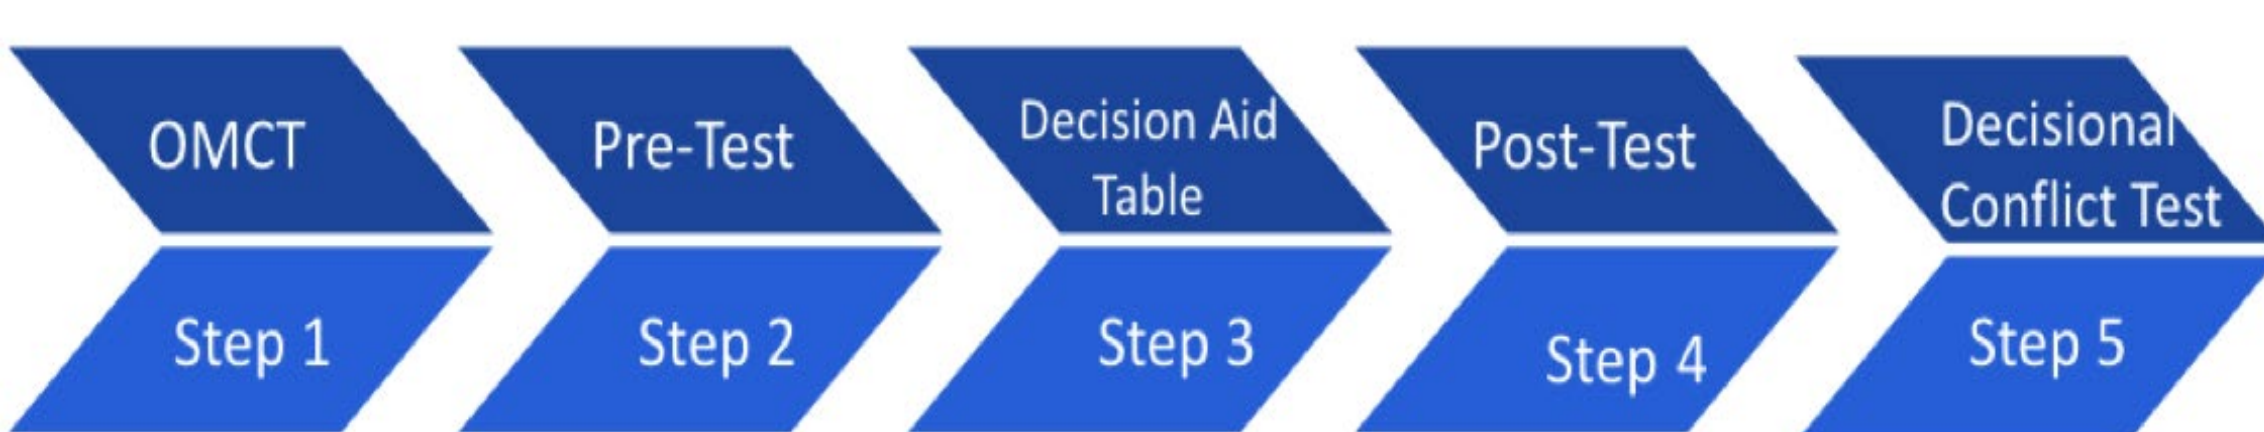 OMCT
Pre-Test
Decision Aid
Table
Post-Test
Decisional
Conflict Test
Step 1
Step 2
Step 3
Step 4
Step 5